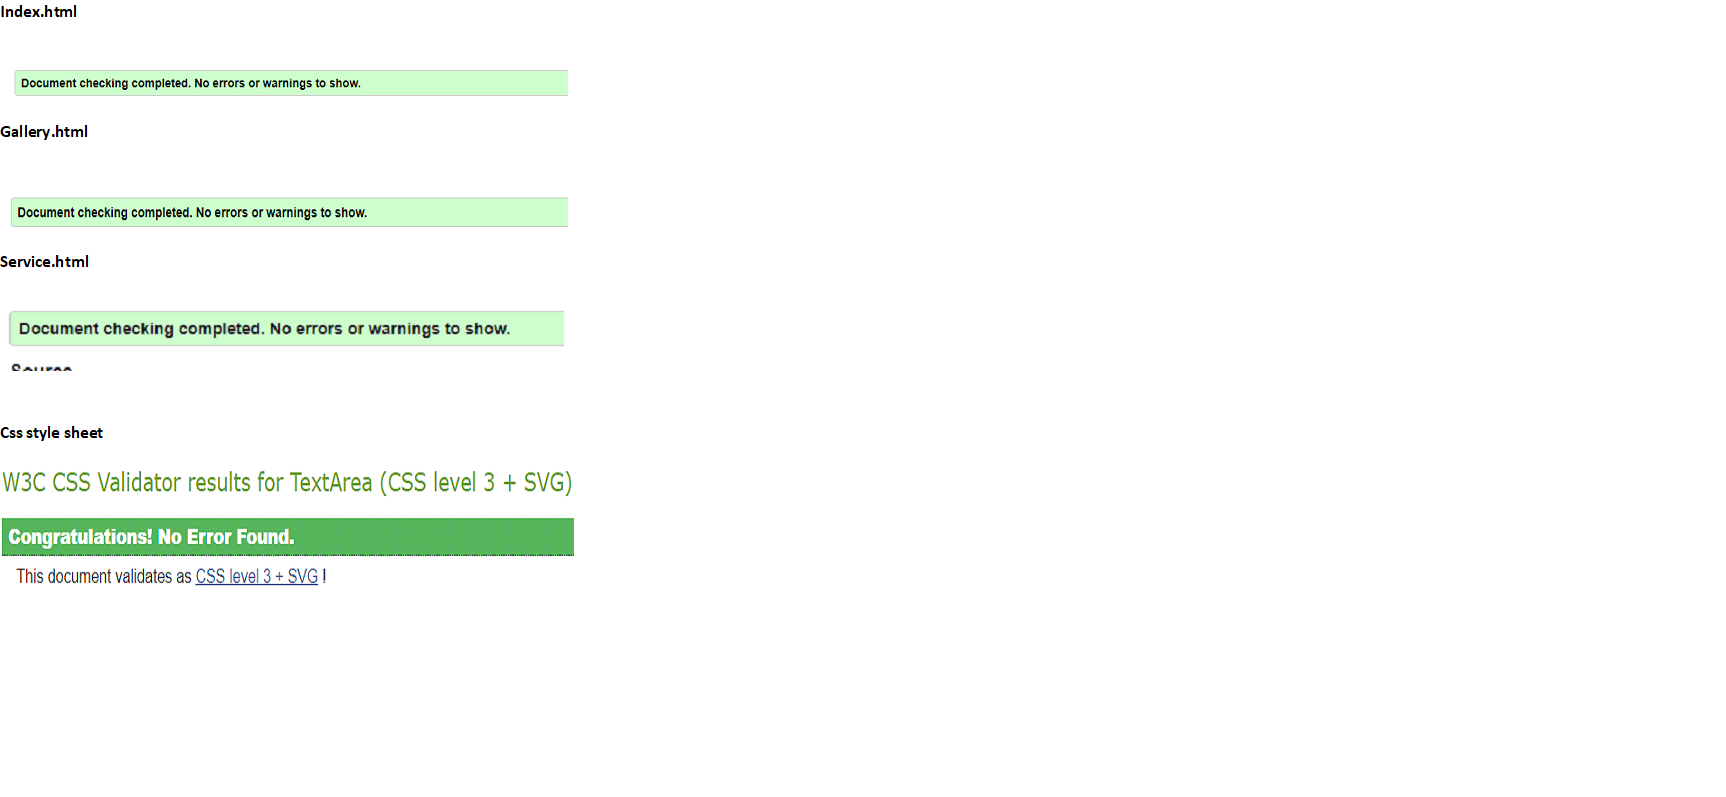 Index.html
Document checking completed. No errors or warnings to show.
Gallery.html
Document checking completed. No errors or warnings to show.
Service.html
Document checking completed. No errors or warnings to show.
Source
Css style sheet
W3C CSS Validator results for TextArea (CSS level 3 + SVG)
Congratulations! No Error Found.
This document validates as CSS level 3 + SVG !